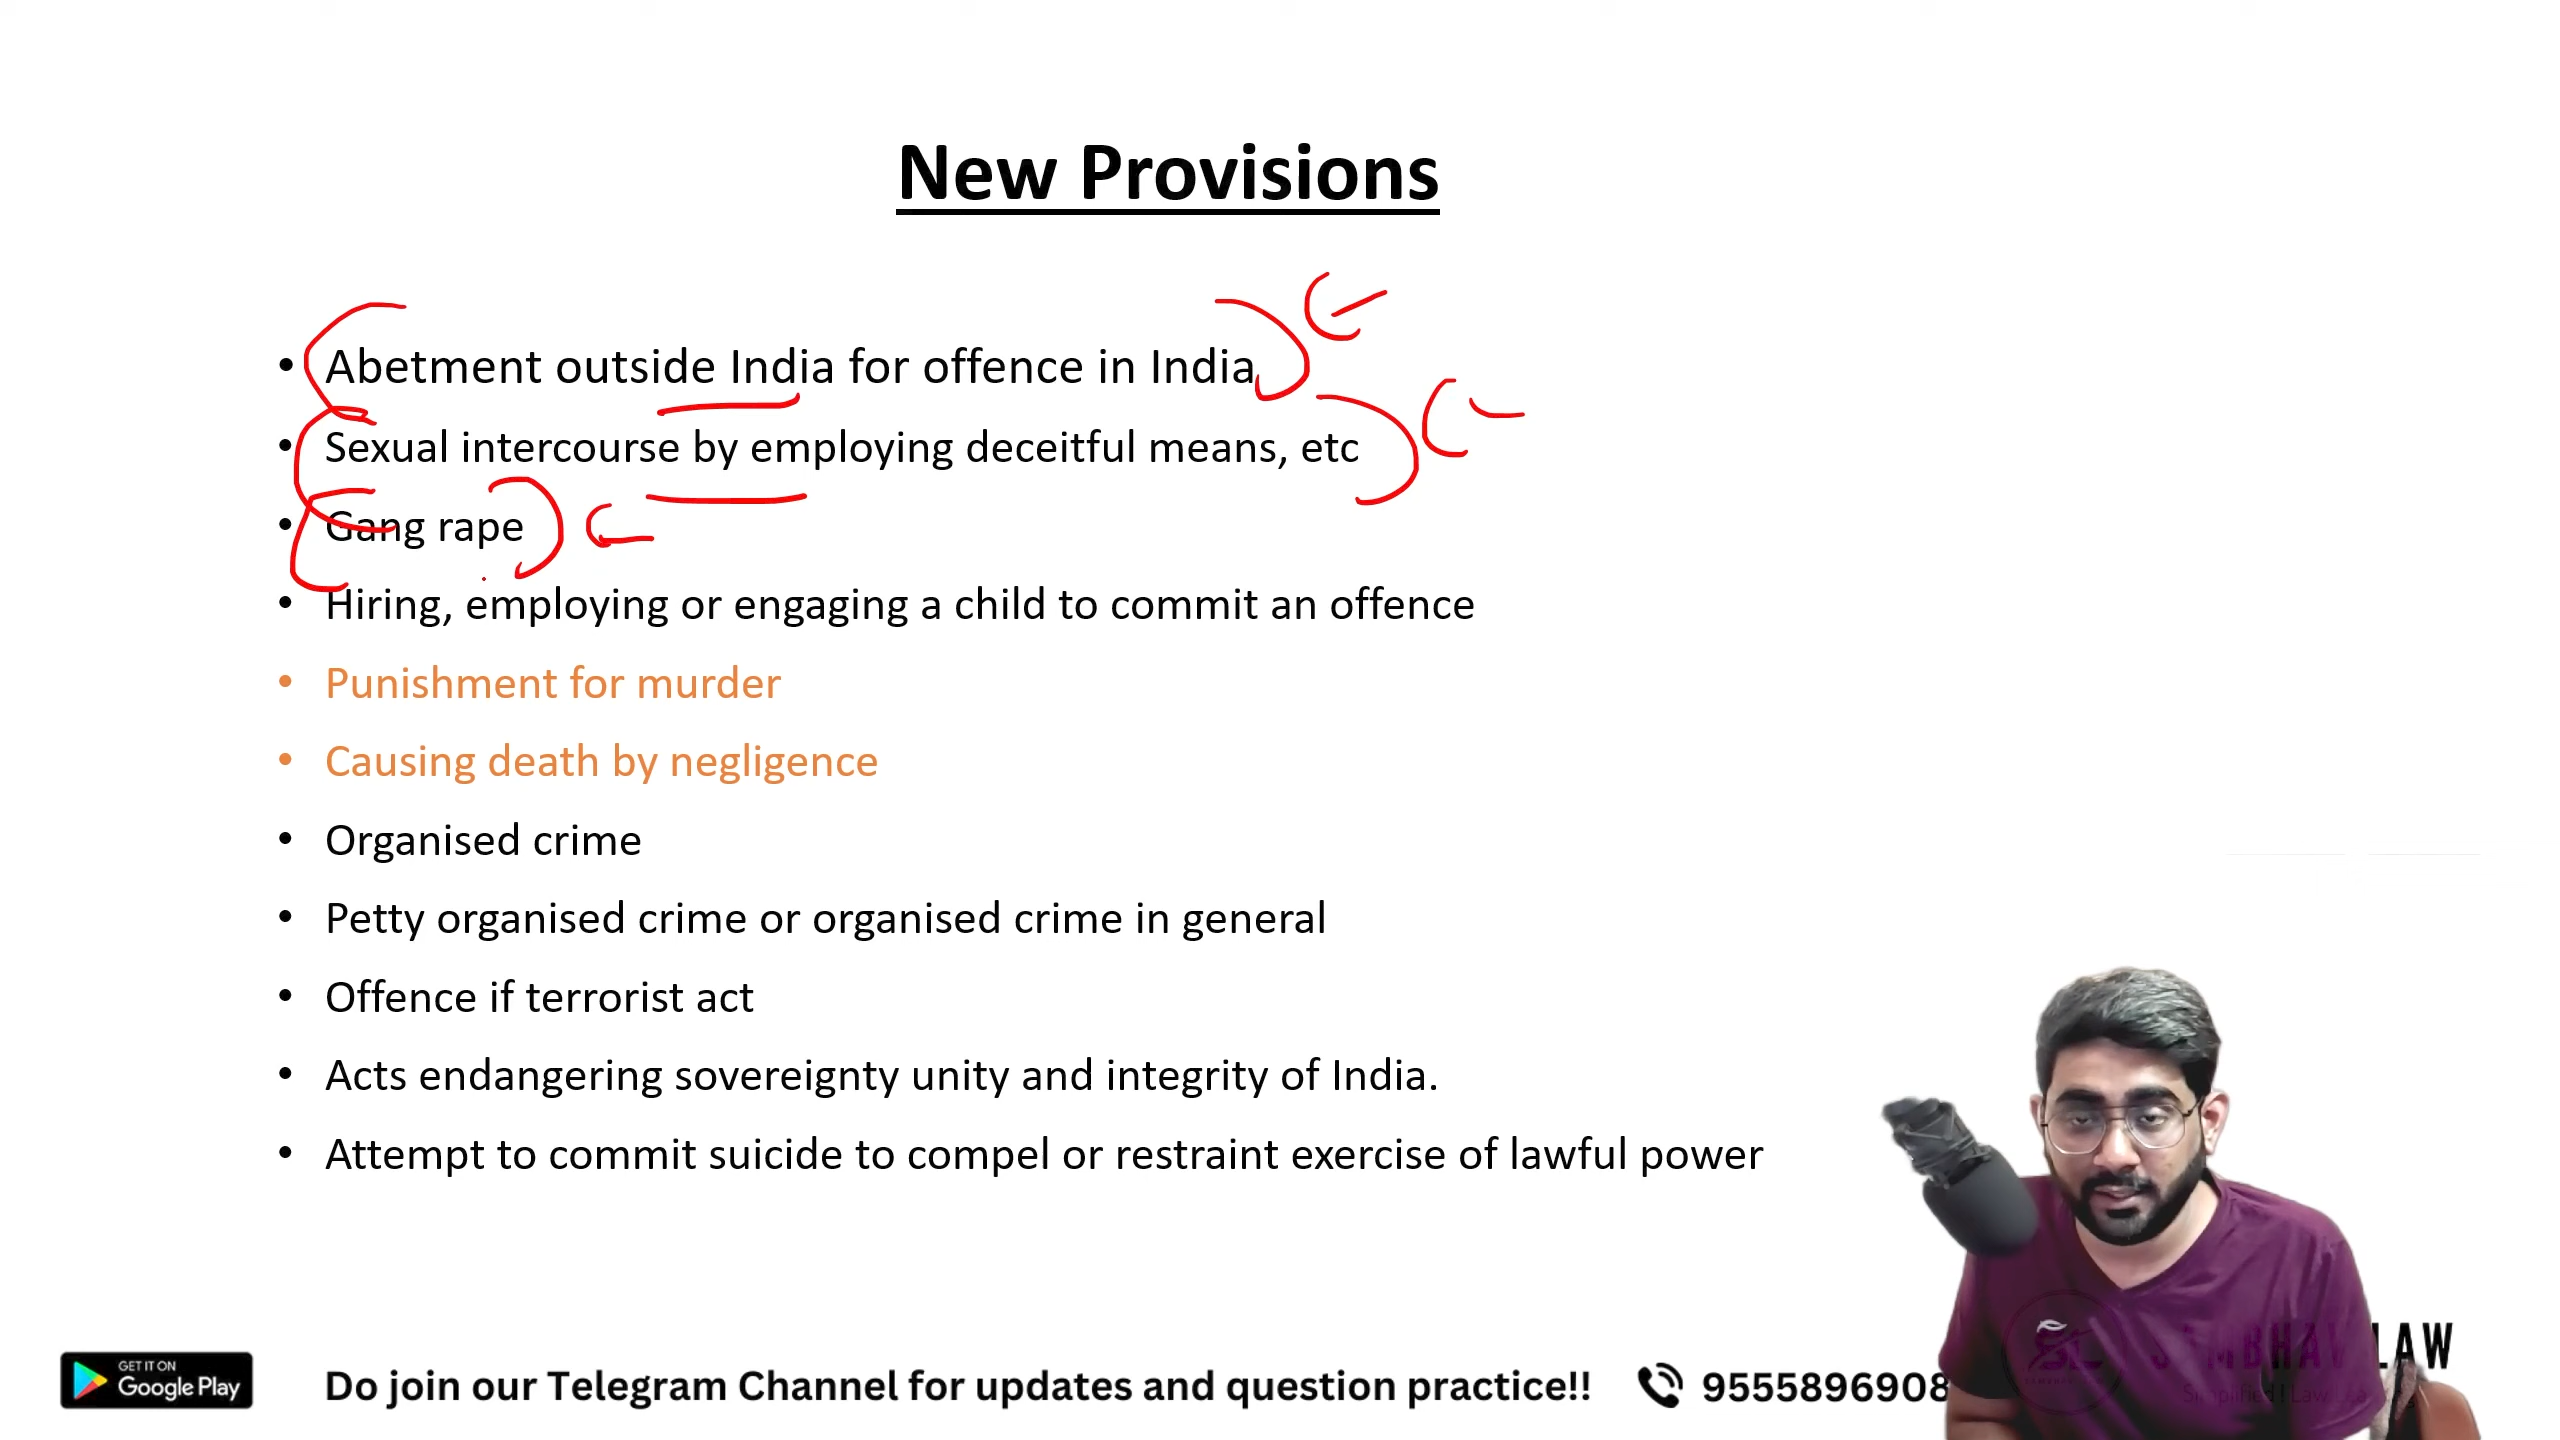 New Provisions
• Abetment outside India for offence in India
• Sexual intercourse by employing deceitful means, etc
• Gang rape
• Hiring, employing or engaging a child to commit an offence
• Punishment for murder
• Causing death by negligence
• Organised crime
• Petty organised crime or organised crime in general
• Offence if terrorist act
• Acts endangering sovereignty unity and integrity of India.
• Attempt to commit suicide to compel or restraint exercise of lawful power
GET IT ON
Google Play
Do join our Telegram Channel for updates and question practice!!
9555896908
LAW